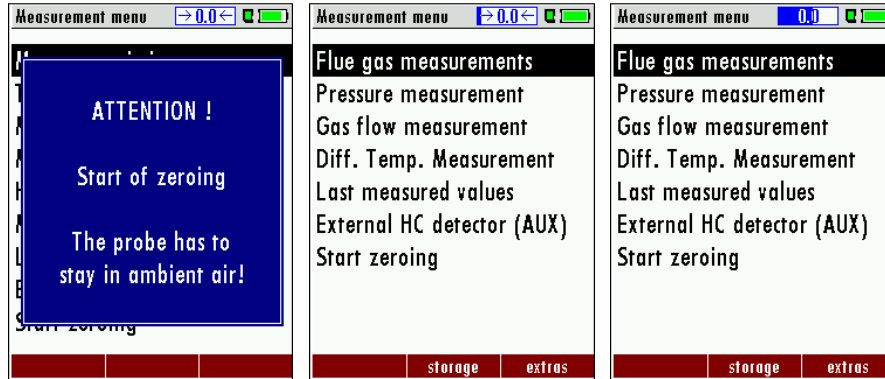 Measurement menu →0.0←
ATTENTION !
Start of zeroing
The probe has to
stay in ambient air!
Measurement menu →0.0←
Flue gas measurements
Pressure measurement
Gas flow measurement
Diff. Temp. Measurement
Last measured values
External HC detector (AUX)
Start zeroing
storage extras
Measurement menu 0.0
Flue gas measurements
Pressure measurement
Gas flow measurement
Diff. Temp. Measurement
Last measured values
External HC detector (AUX)
Start zeroing
storage extras